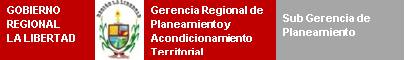 GOBIERNO
REGIONAL
LA LIBERTAD
Gerencia Regional de
Planeamiento y
Acondicionamiento
Territorial
Sub Gerencia de
Planeamiento